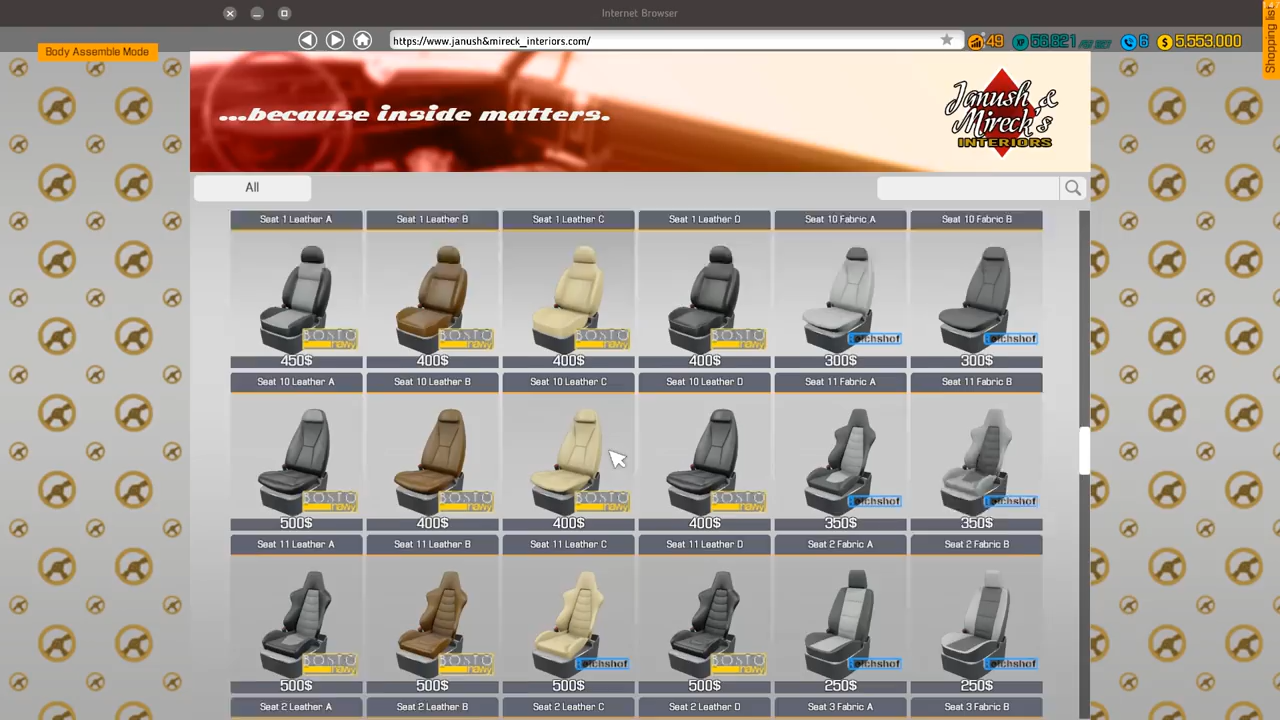 Internet Browser
https://www.janush&mireck_interiors.com/
49
6
5,553,000
Body Assemble Mode
Shopping list
...because inside matters.
Janush &
Mireck's
INTERIORS
All
Seat 1 Leather A
Seat 1 Leather B
Seat 1 Leather C
Seat 1 Leather D
Seat 10 Fabric A
Seat 10 Fabric B
450$
400$
400$
400$
300$
300$
Seat 10 Leather A
Seat 10 Leather B
Seat 10 Leather C
Seat 10 Leather D
Seat 11 Fabric A
Seat 11 Fabric B
500$
400$
400$
400$
350$
350$
Seat 11 Leather A
Seat 11 Leather B
Seat 11 Leather C
Seat 11 Leather D
Seat 2 Fabric A
Seat 2 Fabric B
500$
500$
500$
500$
250$
250$
Seat 2 Leather A
Seat 2 Leather B
Seat 2 Leather C
Seat 2 Leather D
Seat 3 Fabric A
Seat 3 Fabric B